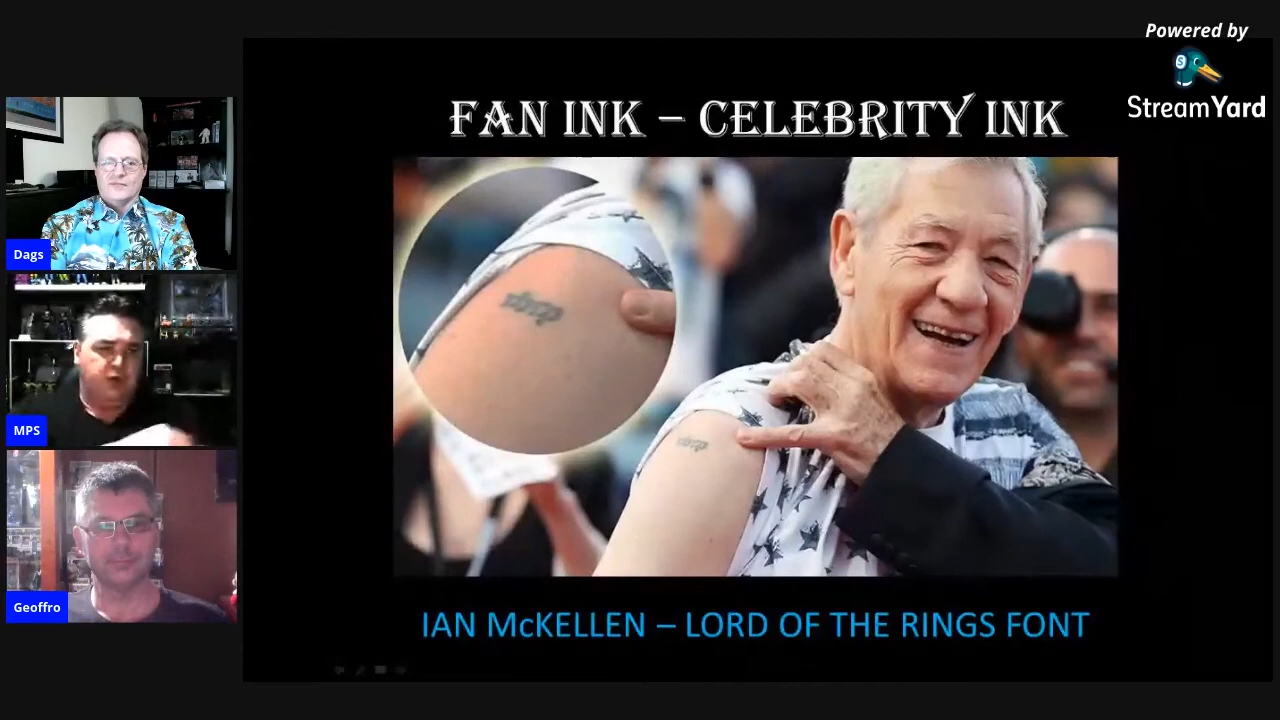 Powered by
StreamYard
FAN INK – CELEBRITY INK
Dags
MPS
Geoffro
IAN McKELLEN – LORD OF THE RINGS FONT